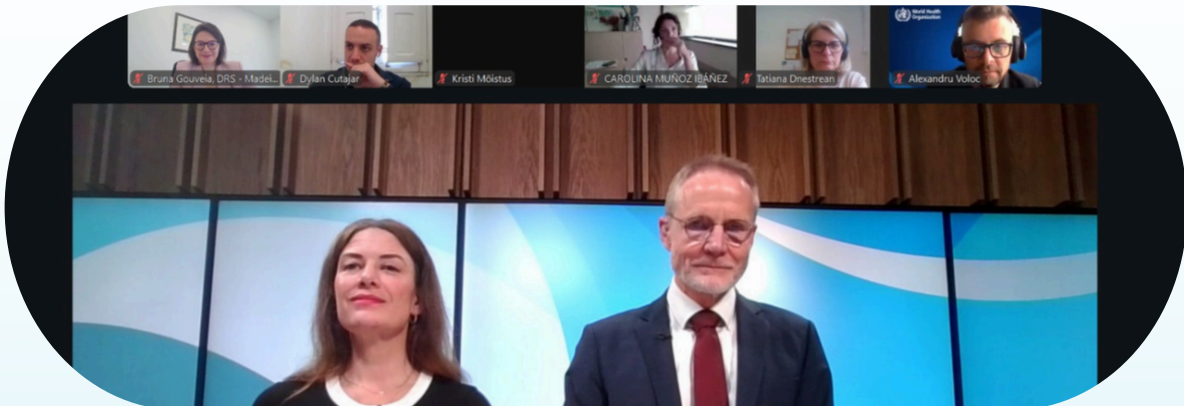 Bruna Gouveia, DRS - Madei...
Dylan Cutajar
Kristi Mõistus
CAROLINA MUÑOZ IBÁÑEZ
Tatiana Dnestrean
World Health
Organization
Alexandru Voloc